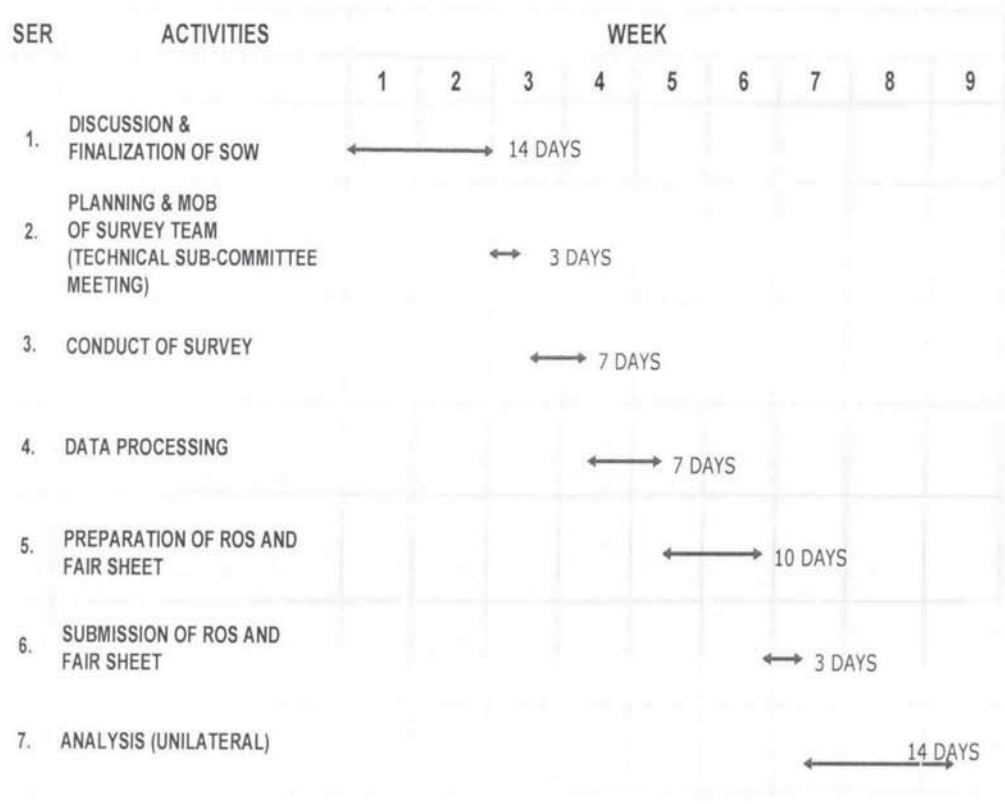 SER ACTIVITIES WEEK
1 2 3 4 5 6 7 8 9
1. DISCUSSION &
FINALIZATION OF SOW
14 DAYS
2. PLANNING & MOB
OF SURVEY TEAM
(TECHNICAL SUB-COMMITTEE
MEETING)
3 DAYS
3. CONDUCT OF SURVEY
7 DAYS
4. DATA PROCESSING
7 DAYS
5. PREPARATION OF ROS AND
FAIR SHEET
10 DAYS
6. SUBMISSION OF ROS AND
FAIR SHEET
3 DAYS
7. ANALYSIS (UNILATERAL)
14 DAYS